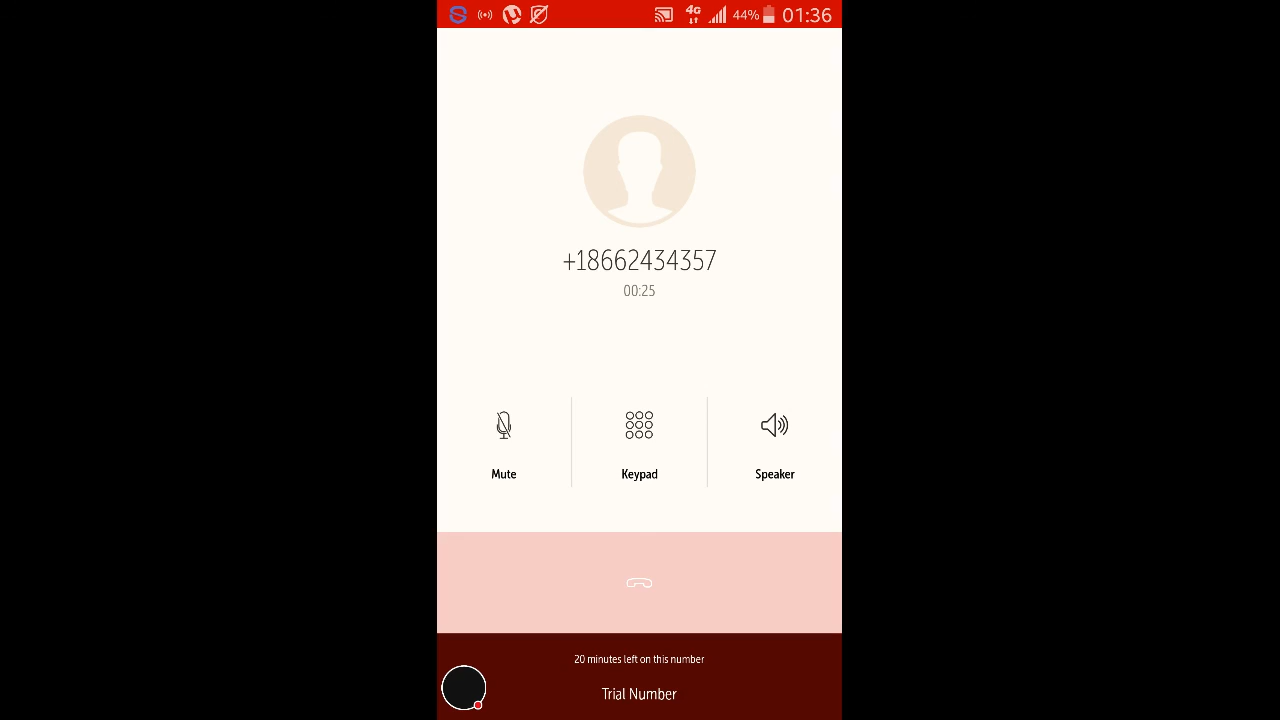 4G 44% 01:36
+18662434357
00:25
Mute Keypad Speaker
20 minutes left on this number
Trial Number